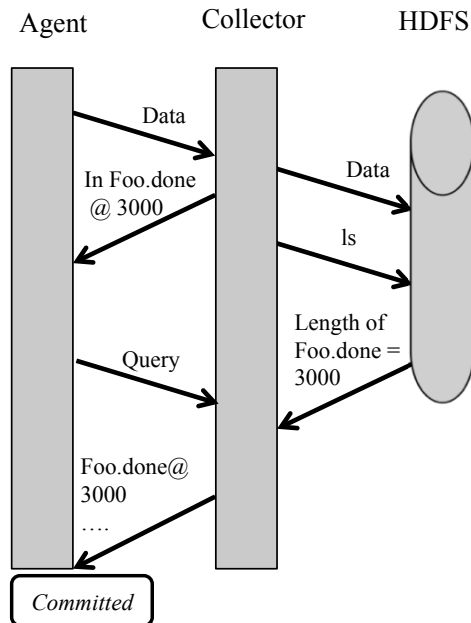 Agent
Collector
HDFS
Data
In Foo.done
@ 3000
Data
ls
Length of
Foo.done =
3000
Query
Foo.done@
3000
....
Committed